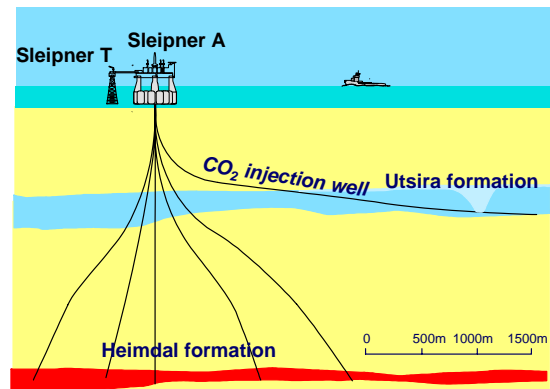 Sleipner A
Sleipner T
CO₂ injection well
Utsira formation
Heimdal formation
0 500m 1000m 1500m